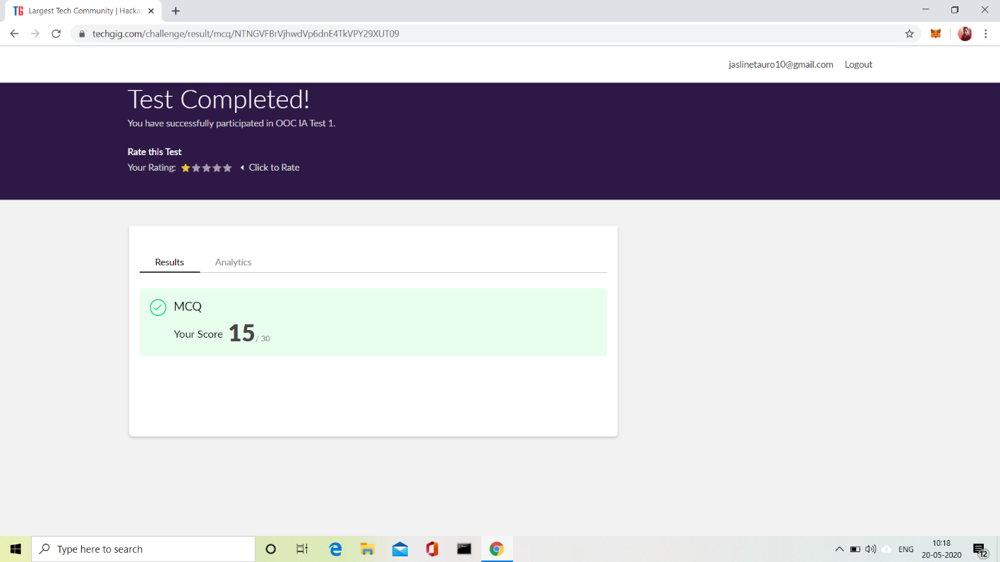 TG Largest Tech Community | Hacka
techgig.com/challenge/result/mcq/NTNGVFBrVjhwdVp6dnE4TkVPY29XUT09
jaslinetauro10@gmail.com Logout
Test Completed!
You have successfully participated in OOC IA Test 1.
Rate this Test
Your Rating: Click to Rate
Results Analytics
MCQ
Your Score 15 / 30
Type here to search
ENG
10:18
20-05-2020
12